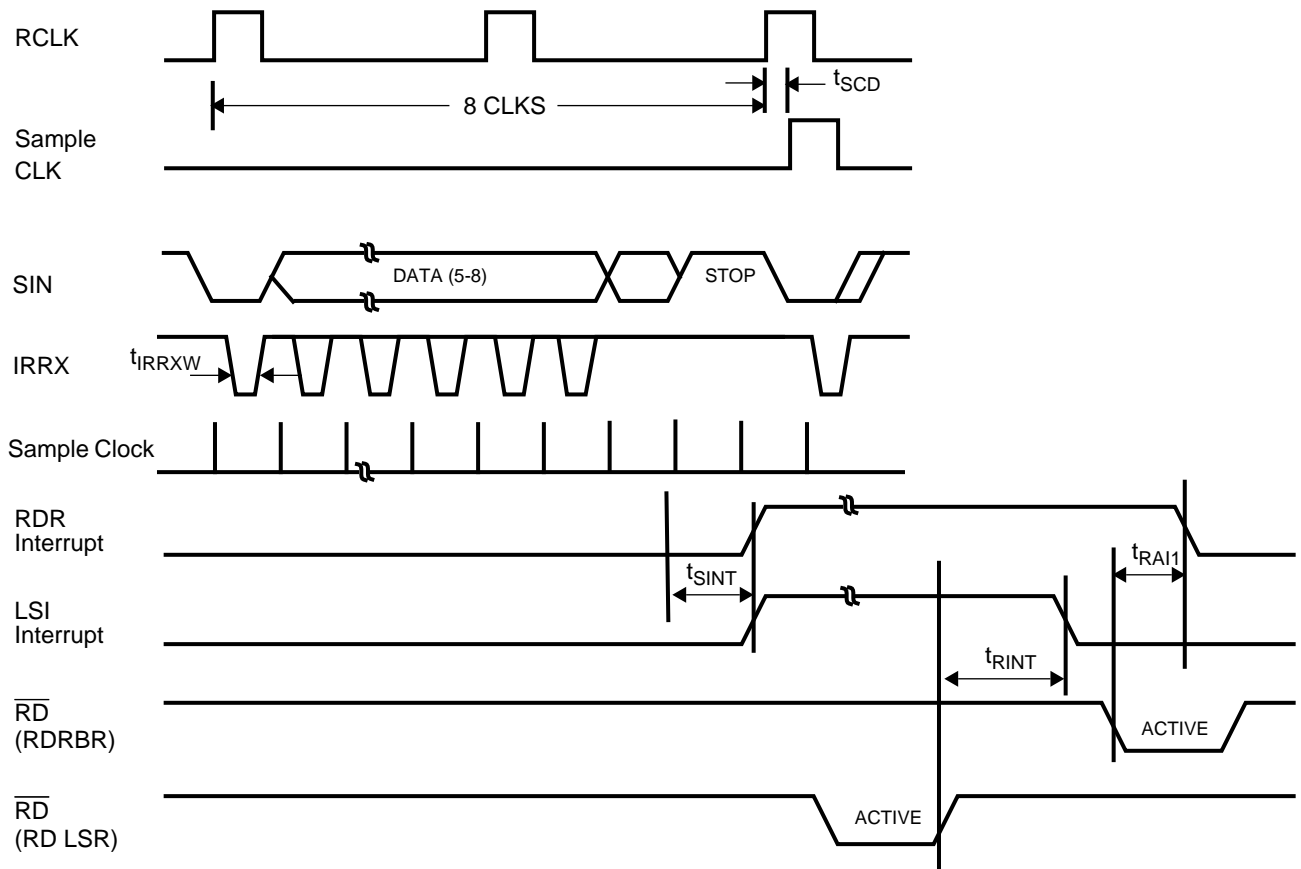 RCLK
tSCD
8 CLKS
Sample
CLK
SIN
DATA (5-8)
STOP
IRRX
tIRRXW
Sample Clock
RDR
Interrupt
tRAI1
tSINT
LSI
Interrupt
tRINT
RD
(RDRBR)
ACTIVE
RD
(RD LSR)
ACTIVE